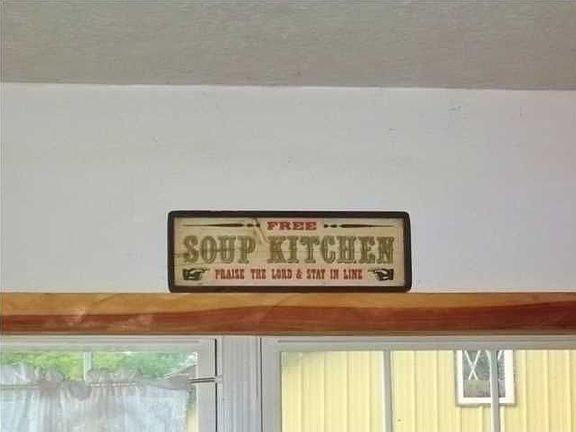 FREE
SOUP KITCHEN
PRAISE THE LORD & STAY IN LINE